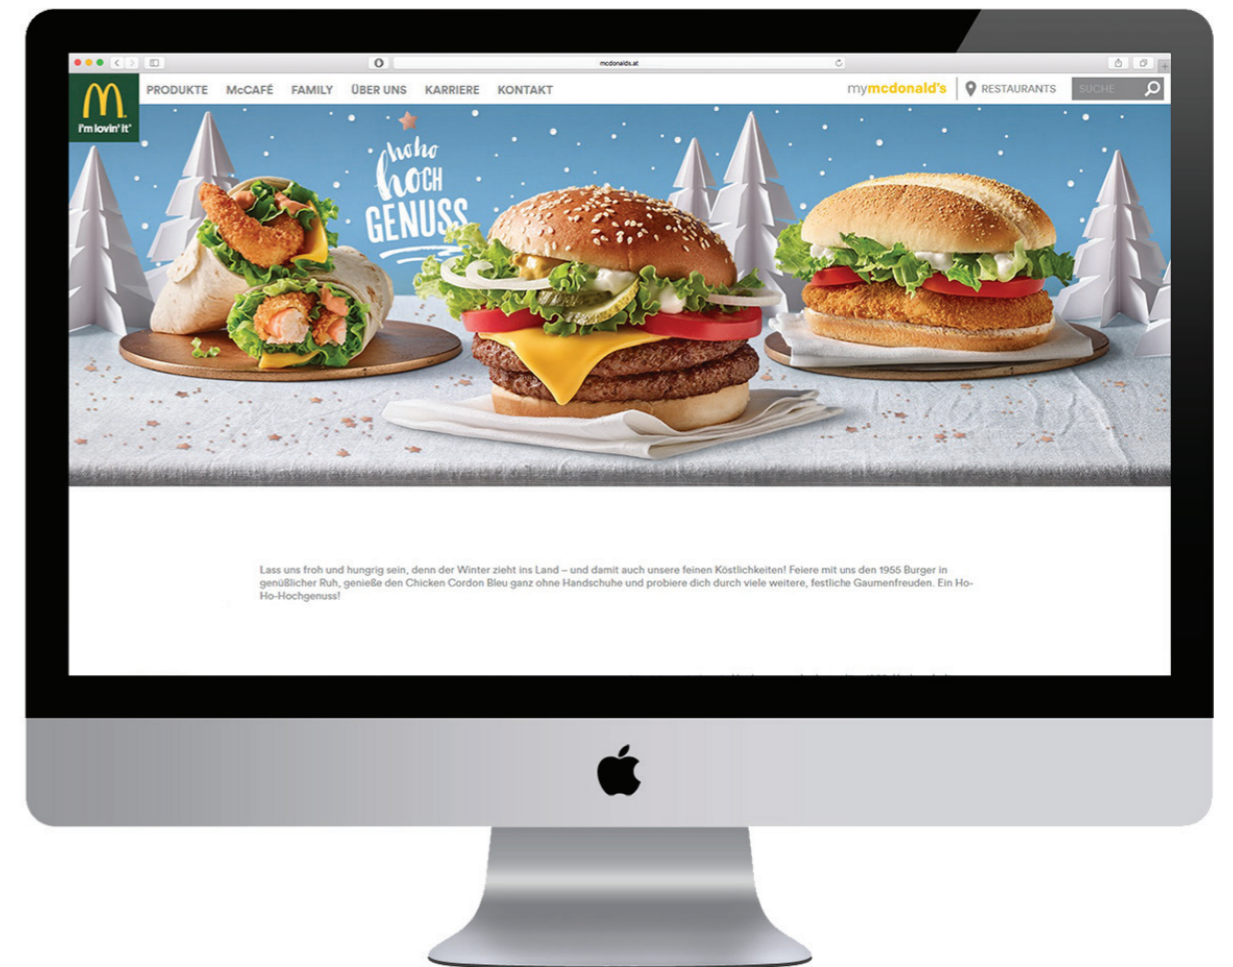 mcdonalds.at
PRODUKTE McCAFÉ FAMILY ÜBER UNS KARRIERE KONTAKT
mymcdonald's RESTAURANTS SUCHE
i'm lovin' it
hoho
hoCH
GENUSS
Lass uns froh und hungrig sein, denn der Winter zieht ins Land – und damit auch unsere feinen Köstlichkeiten! Feiere mit uns den 1955 Burger in
genüßlicher Ruh, genieße den Chicken Cordon Bleu ganz ohne Handschuhe und probiere dich durch viele weitere, festliche Gaumenfreuden. Ein Ho-
Ho-Hochgenuss!